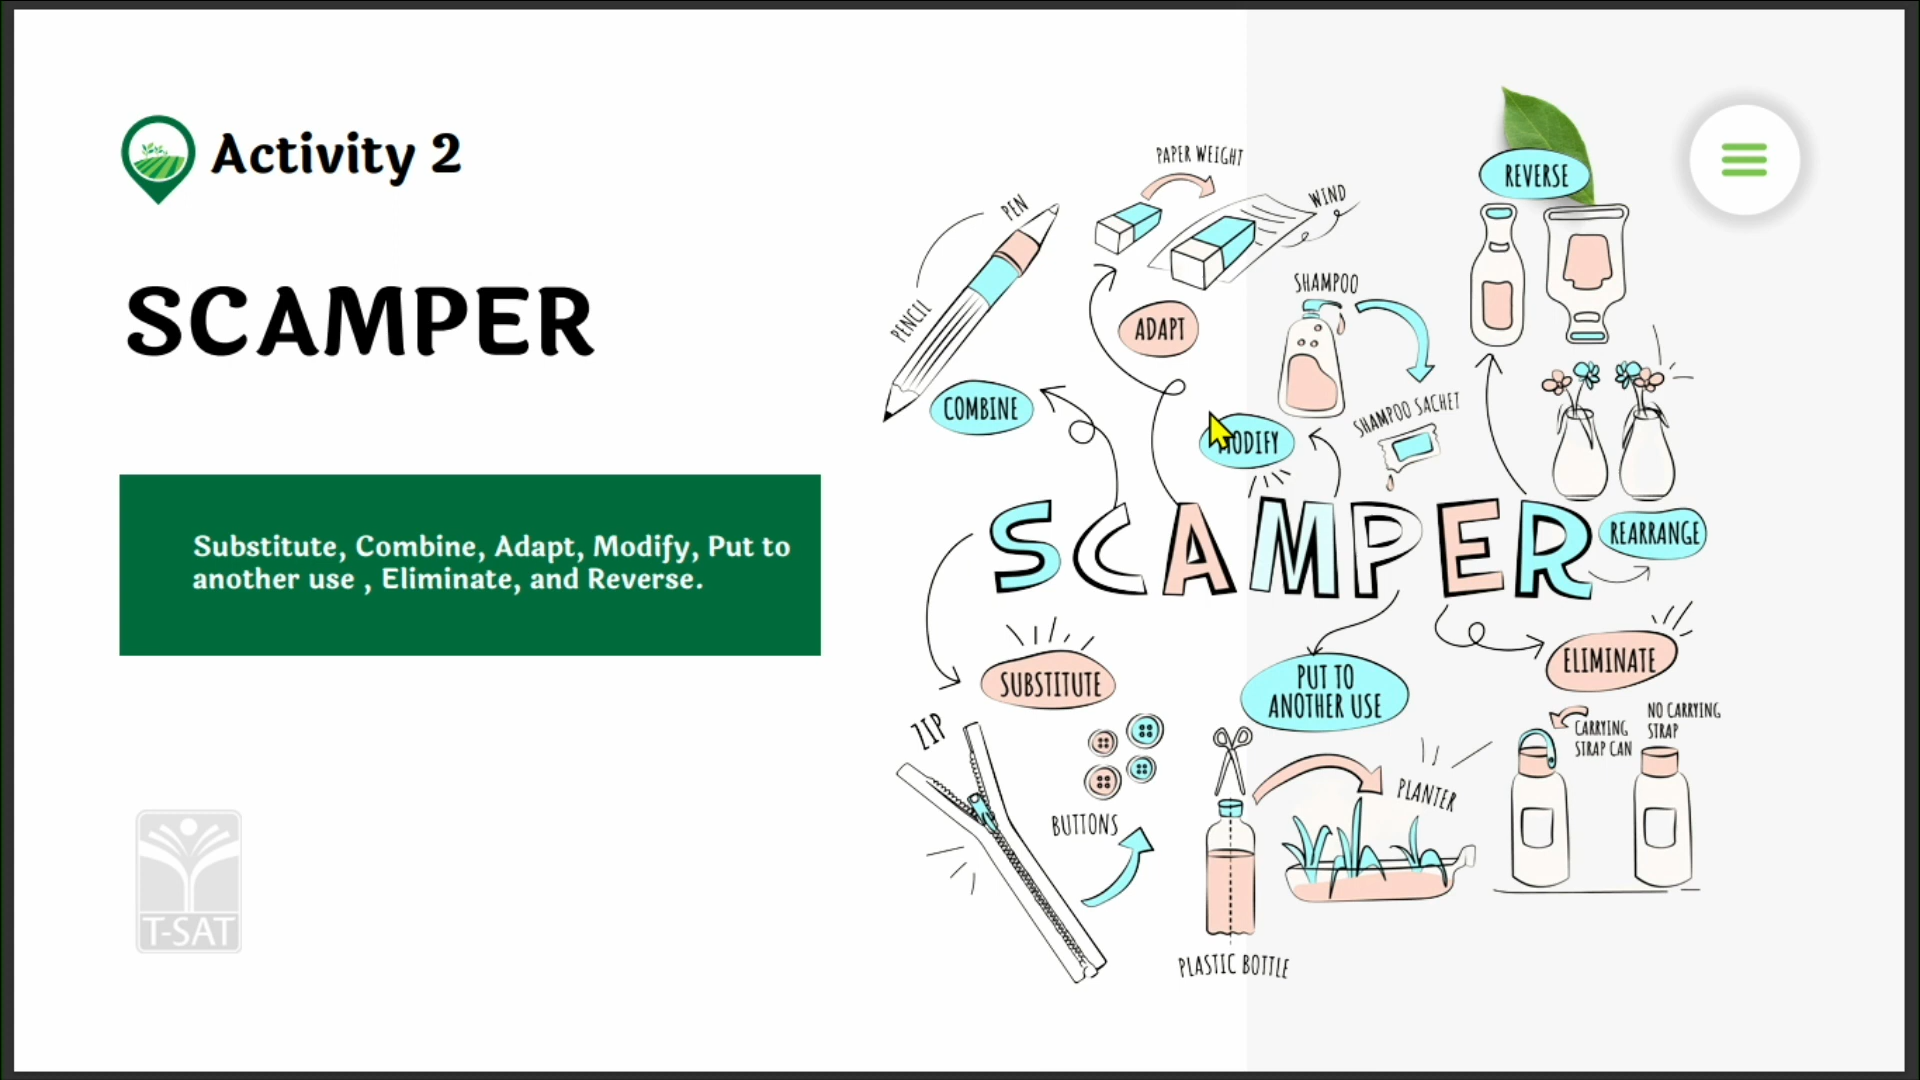 Activity 2
SCAMPER
Substitute, Combine, Adapt, Modify, Put to
another use , Eliminate, and Reverse.
T-SAT
PAPER WEIGHT
WIND
PEN
PENCIL
COMBINE
ADAPT
SHAMPOO
SHAMPOO SACHET
MODIFY
REVERSE
SCAMPER
REARRANGE
SUBSTITUTE
ZIP
BUTTONS
PUT TO
ANOTHER USE
PLANTER
PLASTIC BOTTLE
ELIMINATE
CARRYING
STRAP CAN
NO CARRYING
STRAP